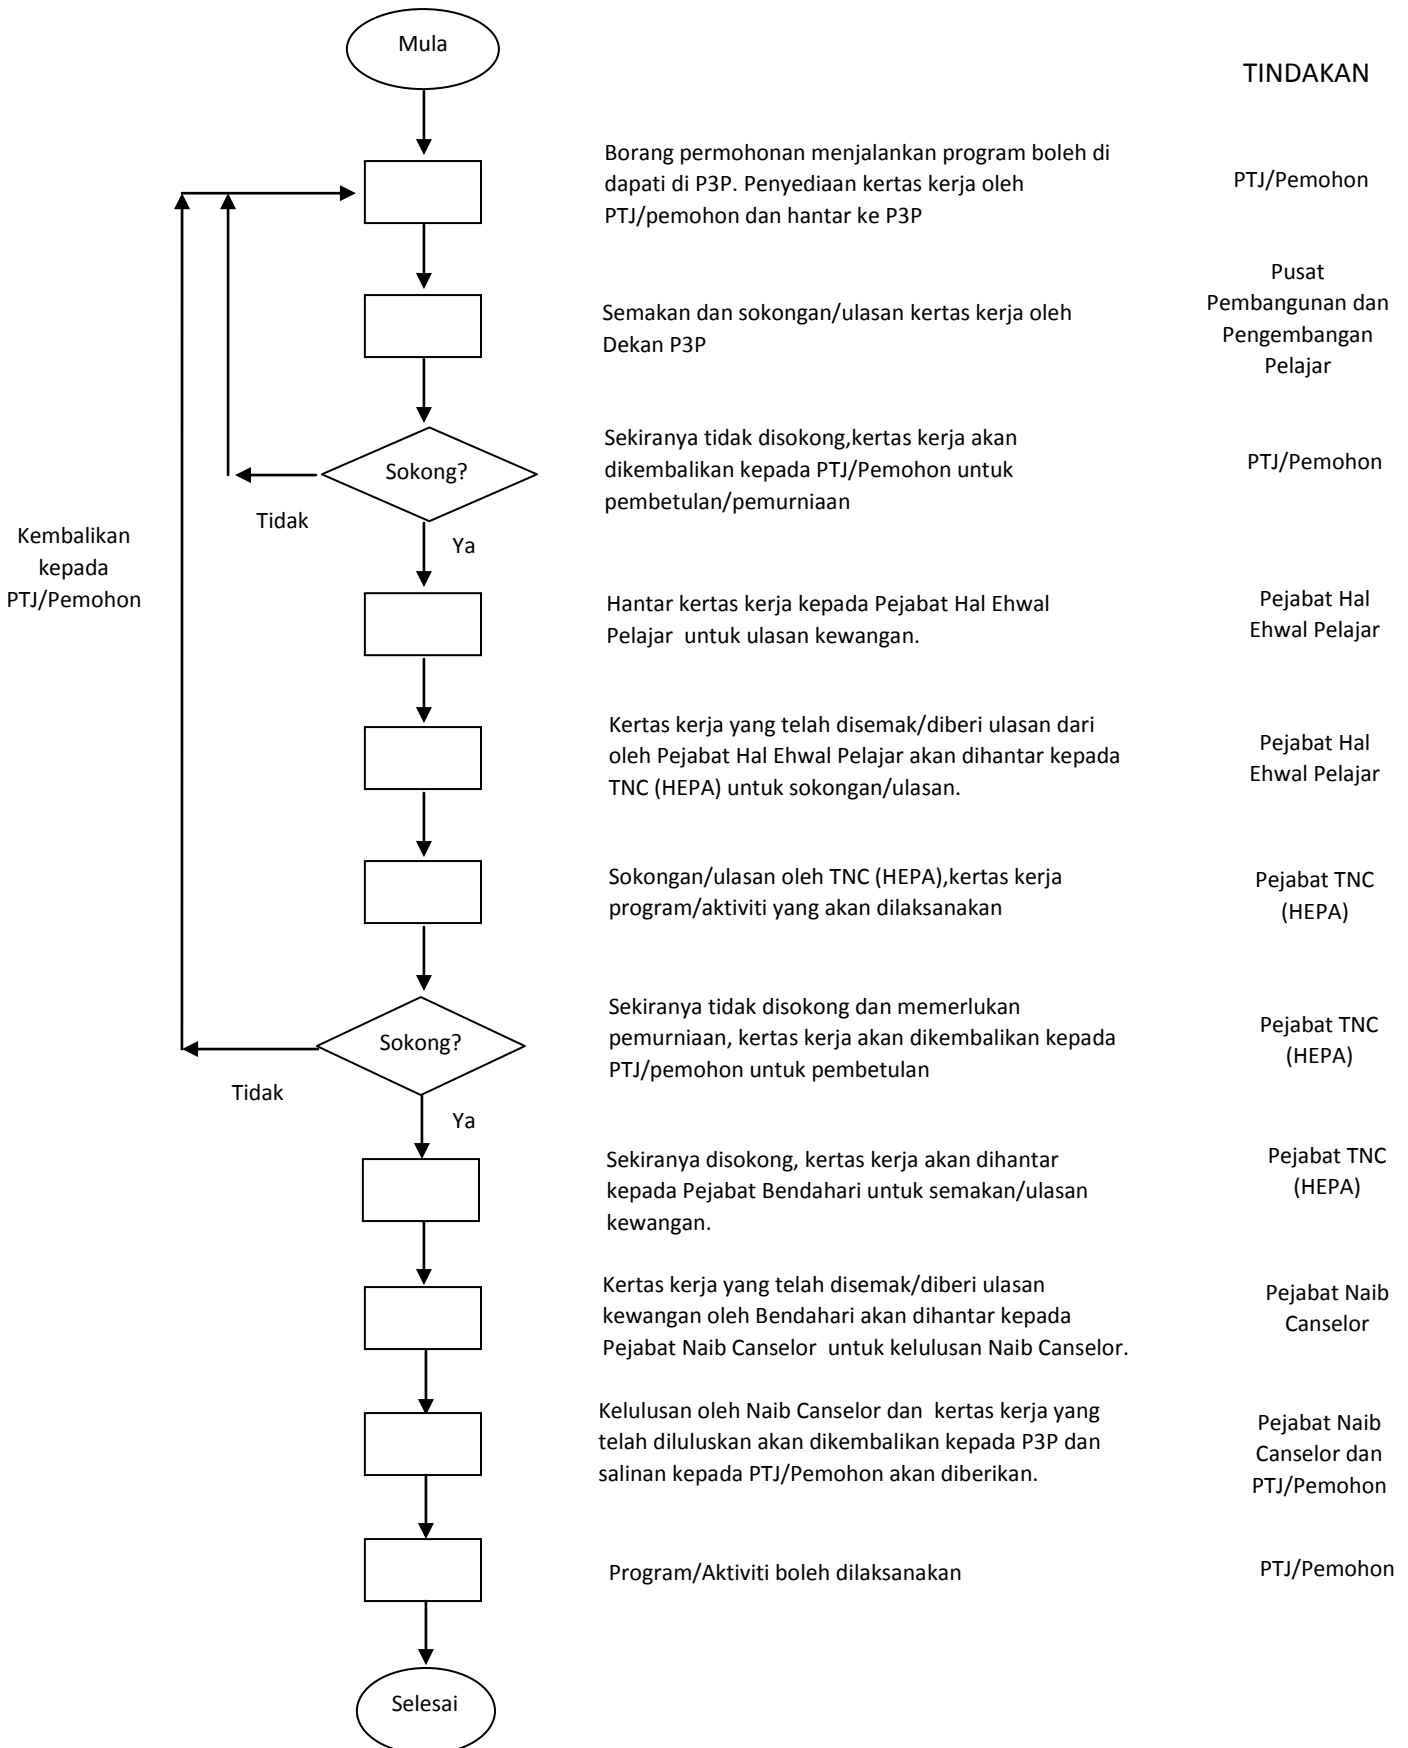 Mula
TINDAKAN
Borang permohonan menjalankan program boleh di
dapati di P3P. Penyediaan kertas kerja oleh
PTJ/pemohon dan hantar ke P3P
PTJ/Pemohon
Semakan dan sokongan/ulasan kertas kerja oleh
Dekan P3P
Pusat
Pembangunan dan
Pengembangan
Pelajar
Sokong?
Tidak
Ya
Sekiranya tidak disokong,kertas kerja akan
dikembalikan kepada PTJ/Pemohon untuk
pembetulan/pemurniaan
PTJ/Pemohon
Kembalikan
kepada
PTJ/Pemohon
Hantar kertas kerja kepada Pejabat Hal Ehwal
Pelajar  untuk ulasan kewangan.
Pejabat Hal
Ehwal Pelajar
Kertas kerja yang telah disemak/diberi ulasan dari
oleh Pejabat Hal Ehwal Pelajar akan dihantar kepada
TNC (HEPA) untuk sokongan/ulasan.
Pejabat Hal
Ehwal Pelajar
Sokongan/ulasan oleh TNC (HEPA),kertas kerja
program/aktiviti yang akan dilaksanakan
Pejabat TNC
(HEPA)
Sokong?
Tidak
Ya
Sekiranya tidak disokong dan memerlukan
pemurniaan, kertas kerja akan dikembalikan kepada
PTJ/pemohon untuk pembetulan
Pejabat TNC
(HEPA)
Sekiranya disokong, kertas kerja akan dihantar
kepada Pejabat Bendahari untuk semakan/ulasan
kewangan.
Pejabat TNC
(HEPA)
Kertas kerja yang telah disemak/diberi ulasan
kewangan oleh Bendahari akan dihantar kepada
Pejabat Naib Canselor  untuk kelulusan Naib Canselor.
Pejabat Naib
Canselor
Kelulusan oleh Naib Canselor dan  kertas kerja yang
telah diluluskan akan dikembalikan kepada P3P dan
salinan kepada PTJ/Pemohon akan diberikan.
Pejabat Naib
Canselor dan
PTJ/Pemohon
Program/Aktiviti boleh dilaksanakan
PTJ/Pemohon
Selesai